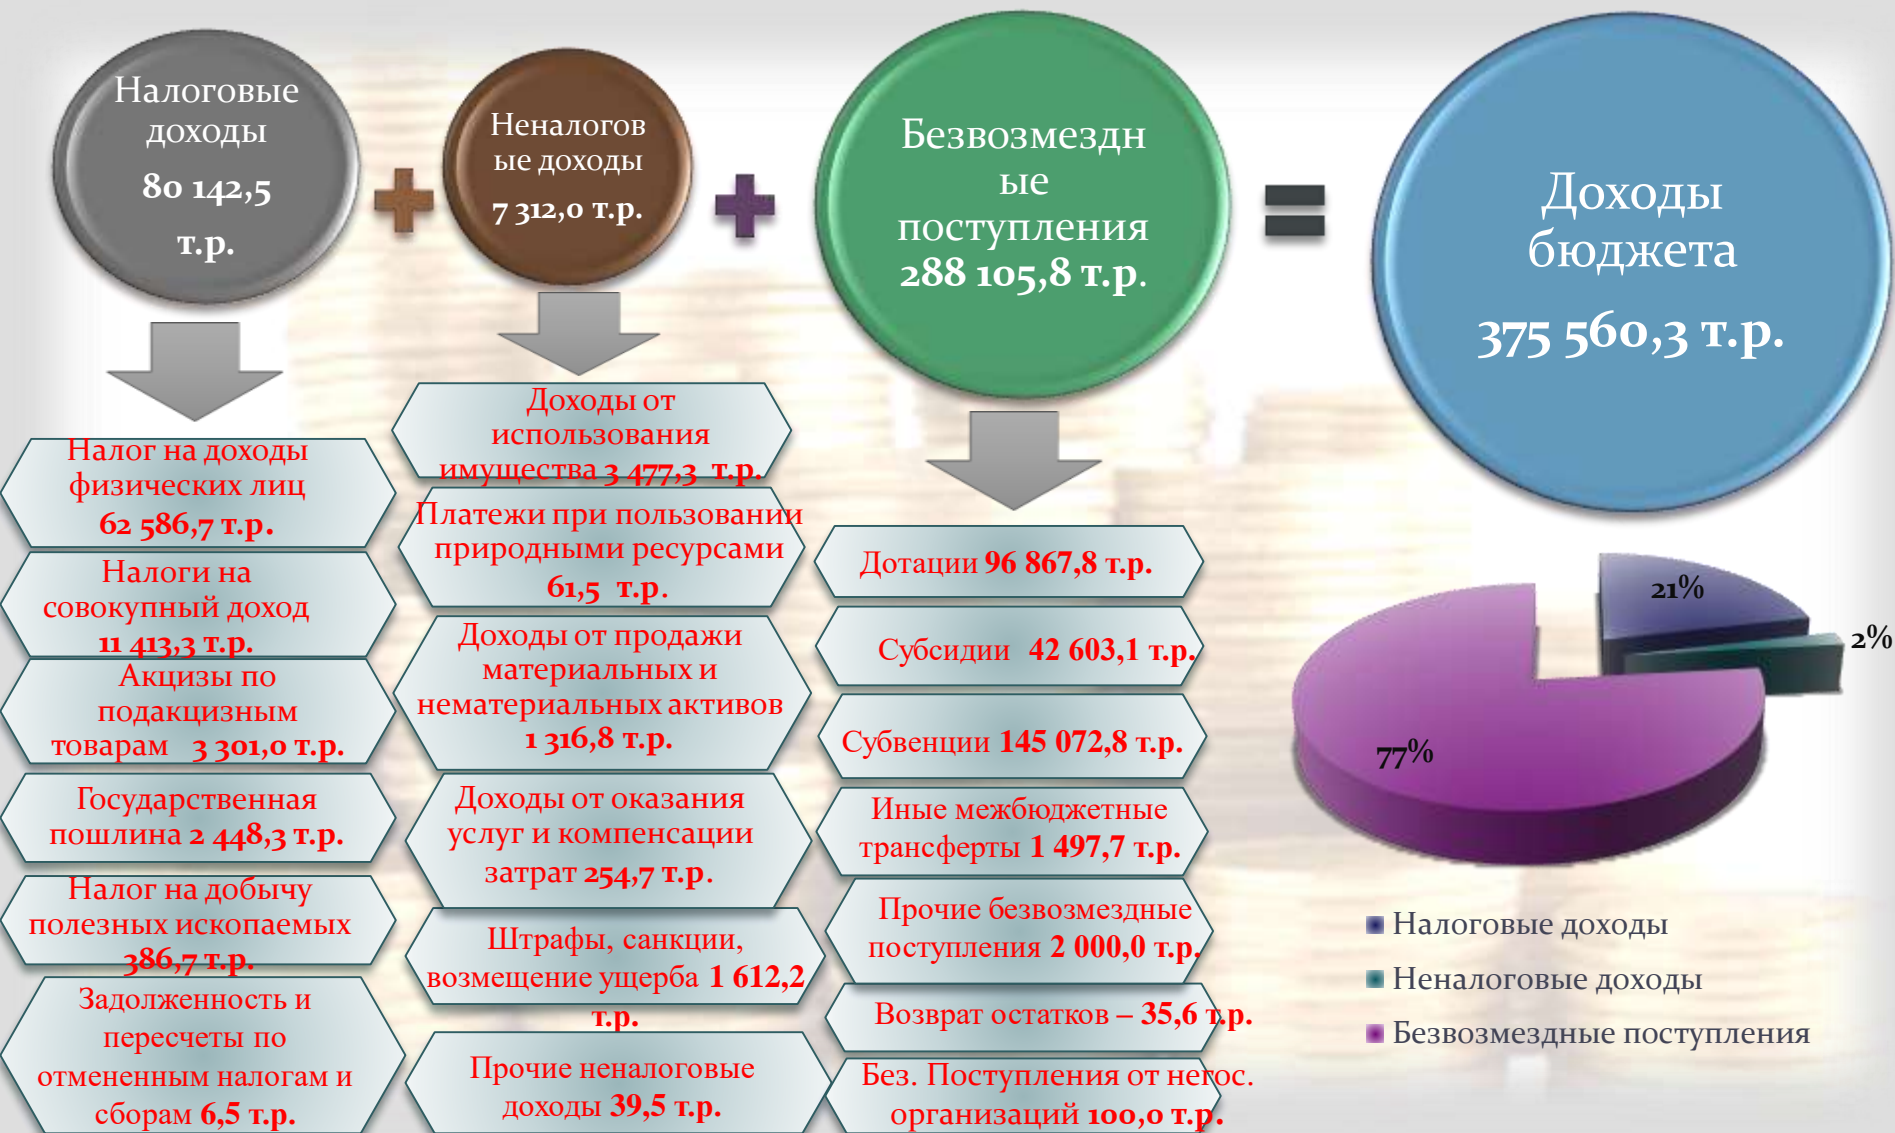 Налоговые
доходы
80 142,5
т.р.
Неналогов
ые доходы
7 312,0 т.р.
Безвозмездн
ые
поступления
288 105,8 т.р.
Доходы
бюджета
375 560,3 т.р.
Налог на доходы
физических лиц
62 586,7 т.р.
Налоги на
совокупный доход
11 413,3 т.р.
Акцизы по
подакцизным
товарам 3 301,0 т.р.
Государственная
пошлина 2 448,3 т.р.
Налог на добычу
полезных ископаемых
386,7 т.р.
Задолженность и
пересчеты по
отмененным налогам и
сборам 6,5 т.р.
Доходы от
использования
имущества 3 477,3 т.р.
Платежи при пользовании
природными ресурсами
61,5 т.р.
Доходы от продажи
материальных и
нематериальных активов
1 316,8 т.р.
Доходы от оказания
услуг и компенсации
затрат 254,7 т.р.
Штрафы, санкции,
возмещение ущерба 1 612,2
т.р.
Прочие неналоговые
доходы 39,5 т.р.
Дотации 96 867,8 т.р.
Субсидии 42 603,1 т.р.
Субвенции 145 072,8 т.р.
Иные межбюджетные
трансферты 1 497,7 т.р.
Прочие безвозмездные
поступления 2 000,0 т.р.
Возврат остатков – 35,6 т.р.
Без. Поступления от негос.
организаций 100,0 т.р.
21%
2%
77%
Налоговые доходы
Неналоговые доходы
Безвозмездные поступления